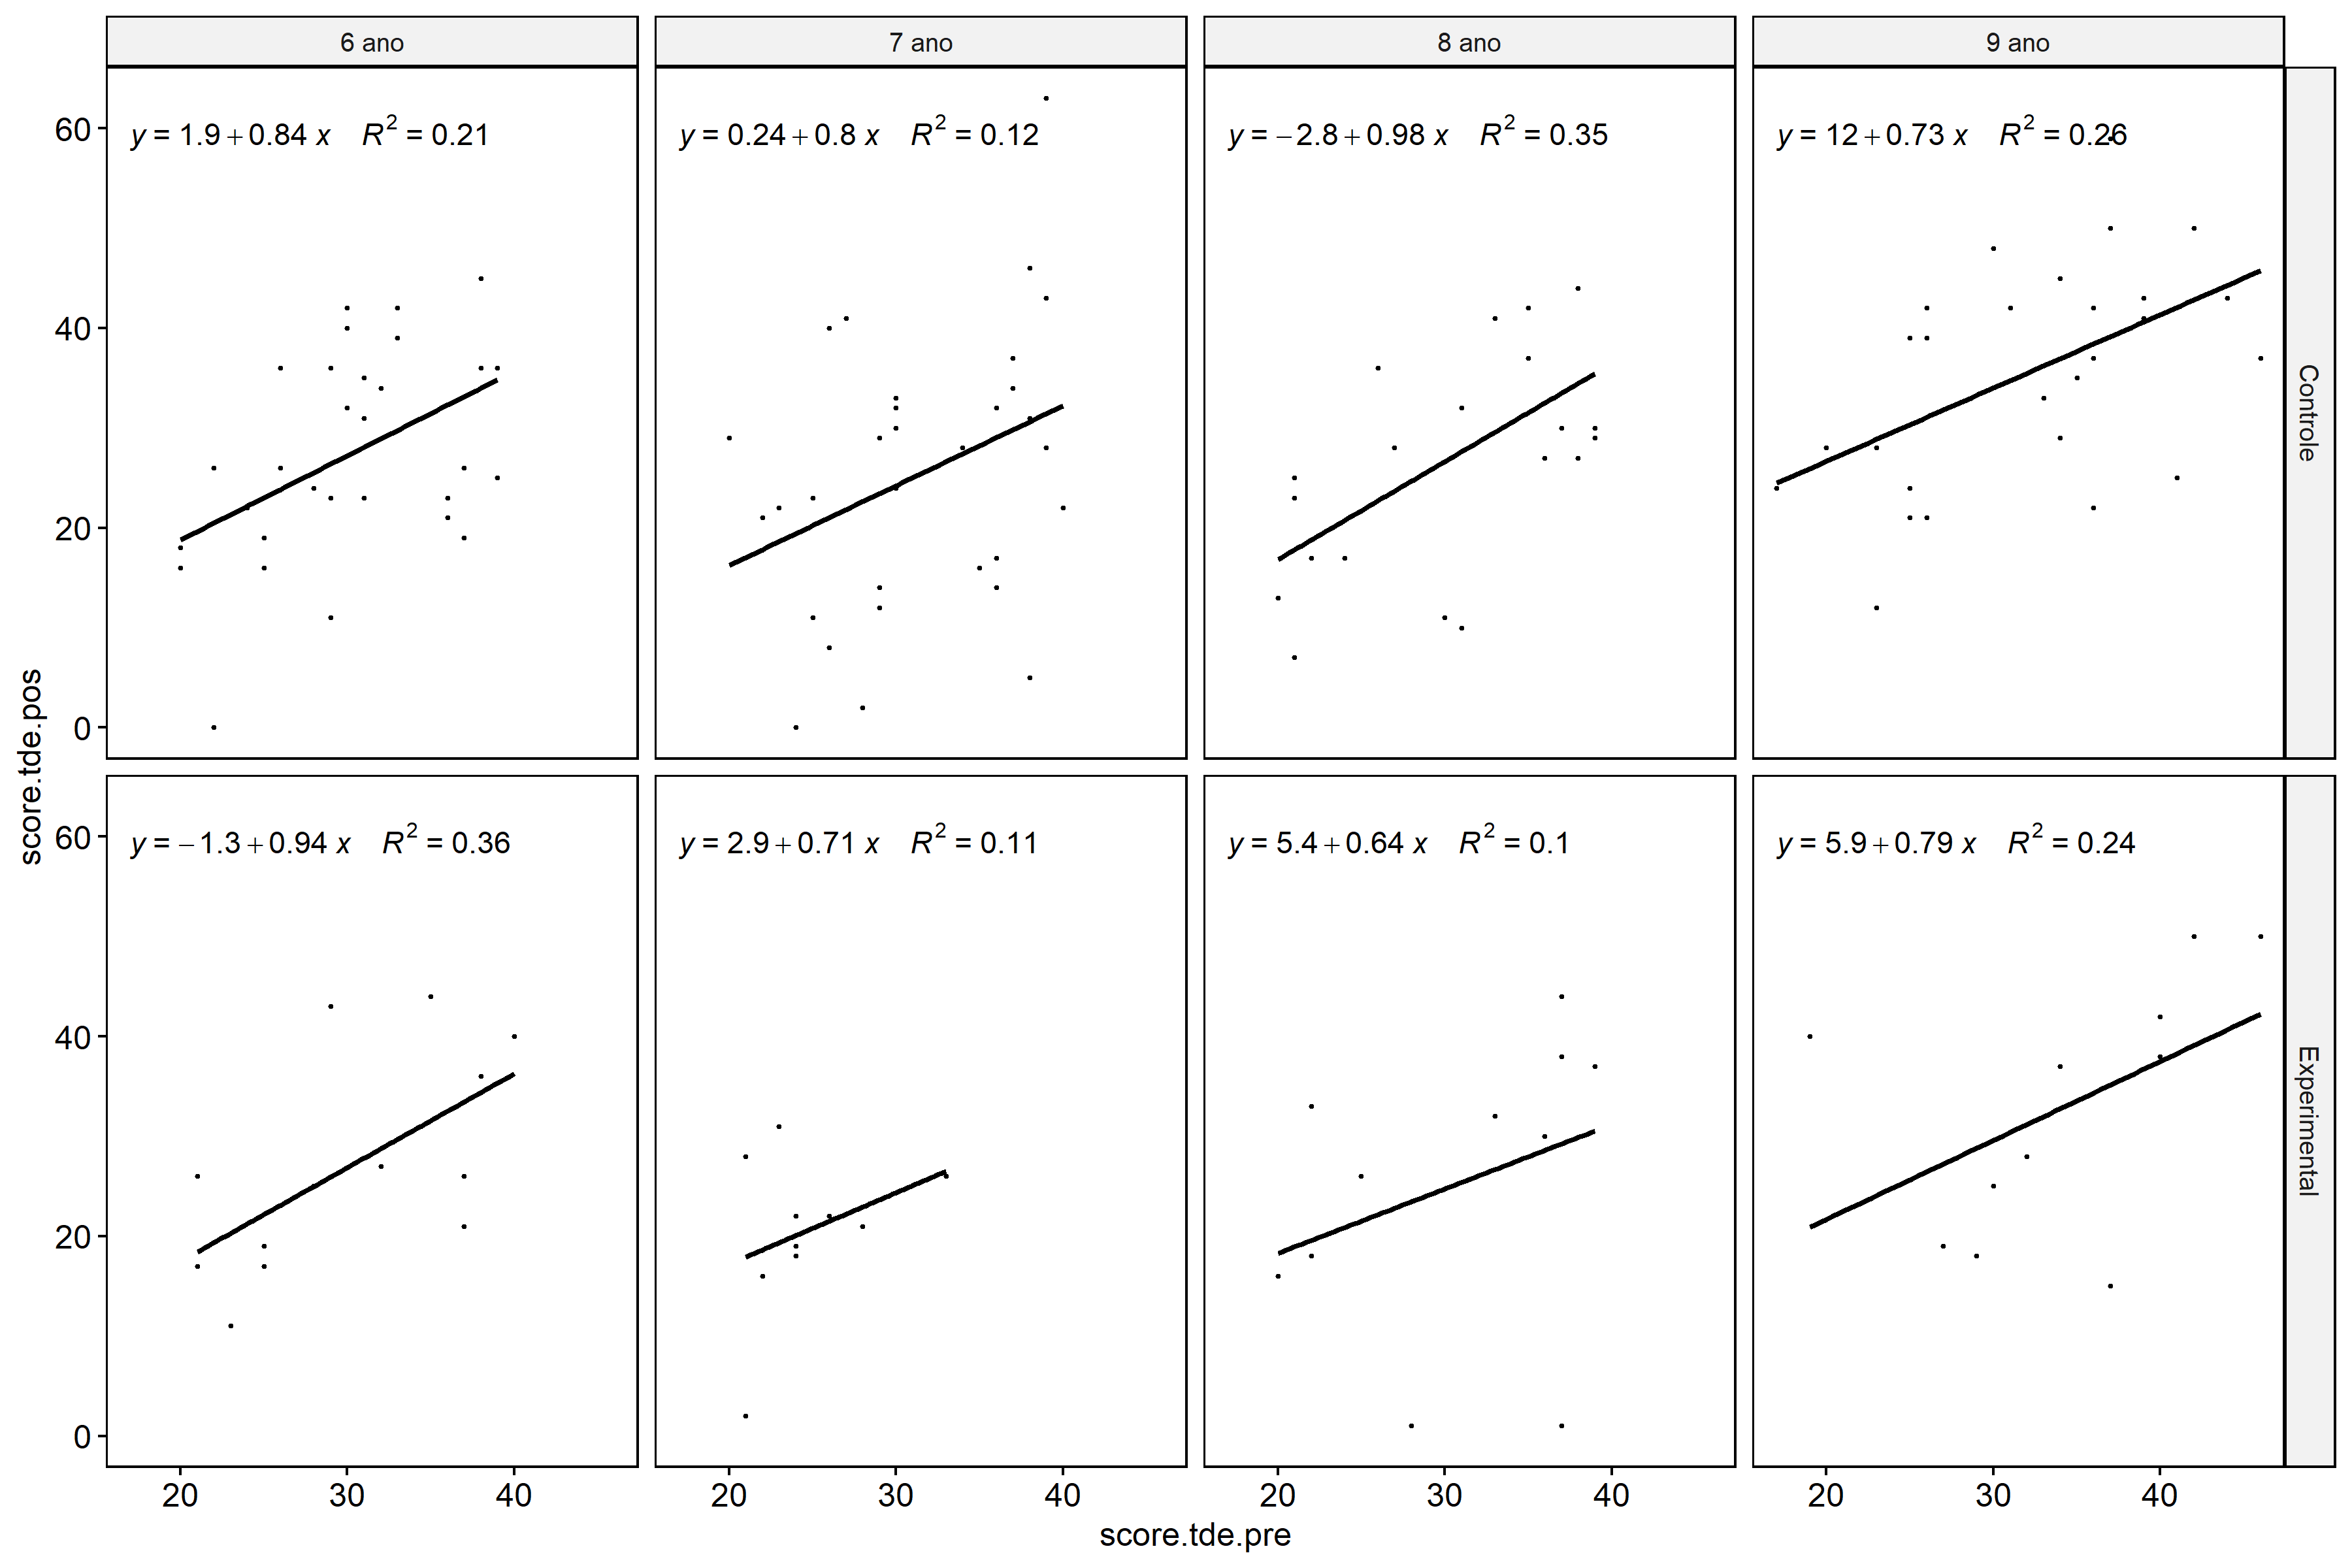 6 ano 7 ano 8 ano 9 ano
y = 1.9 + 0.84 x R² = 0.21
y = 0.24 + 0.8 x R² = 0.12
y = −2.8 + 0.98 x R² = 0.35
y = 12 + 0.73 x R² = 0.26
60
40
20
0
Controle
score.tde.pos
y = −1.3 + 0.94 x R² = 0.36
y = 2.9 + 0.71 x R² = 0.11
y = 5.4 + 0.64 x R² = 0.1
y = 5.9 + 0.79 x R² = 0.24
60
40
20
0
Experimental
20 30 40 20 30 40 20 30 40 20 30 40
score.tde.pre